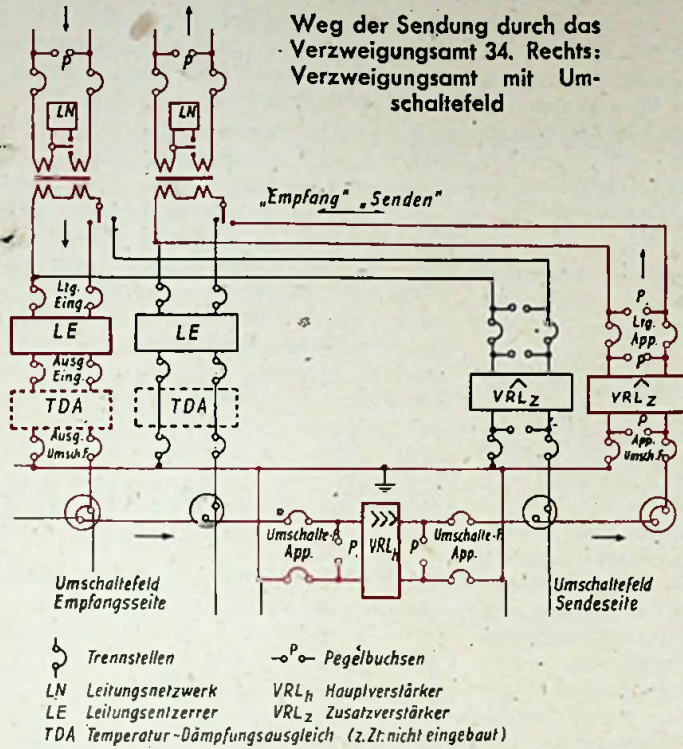 Weg der Sendung durch das
Verzweigungsamt 34. Rechts:
Verzweigungsamt mit Um-
schaltefeld
P
P
LN
LN
„Empfang" „Senden"
Ltg.
Eing.
LE
LE
Ausg
Eing.
TDA
TDA
Ausg.
Umsch.F.
P.
Ltg.
App.
P
VRLz
VRLz
P
App.
Umsch.F.
Umschalte-F.
App.
P.
>>>
VRLh
P
Umschalte-F.
App.
Umschaltefeld
Empfangsseite
Umschaltefeld
Sendeseite
Trennstellen
P Pegelbuchsen
LN Leitungsnetzwerk
VRLh Hauptverstärker
LE Leitungsentzerrer
VRLz Zusatzverstärker
TDA Temperatur-Dämpfungsausgleich (z.Zt. nicht eingebaut)